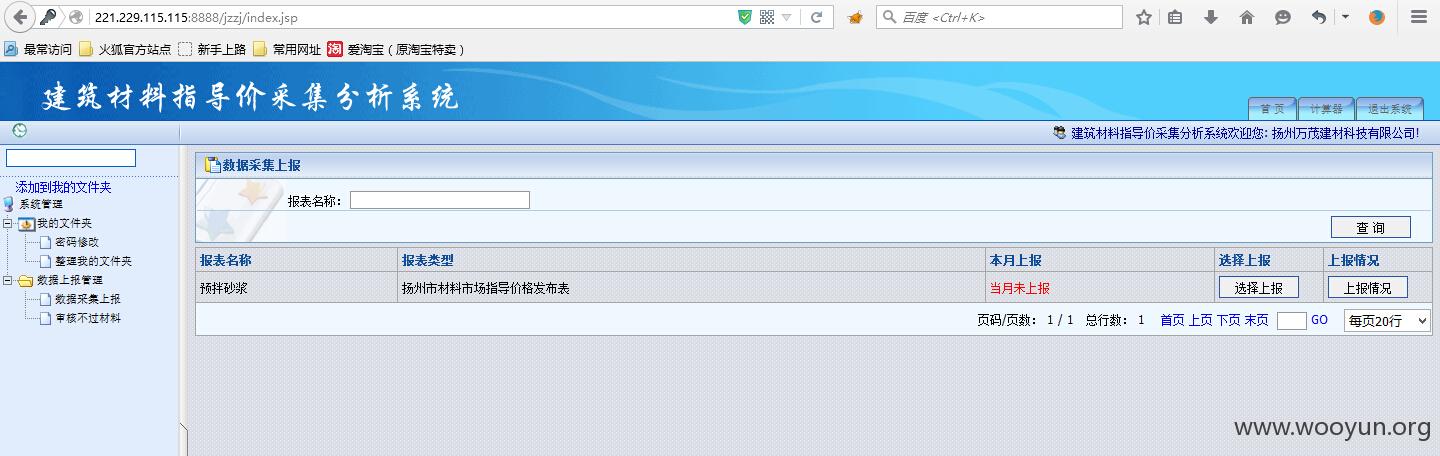 221.229.115.115:8888/jzzj/index.jsp
百度 <Ctrl+K>
最常访问 火狐官方站点 新手上路 常用网址 淘 爱淘宝（原淘宝特卖）
建筑材料指导价采集分析系统
首 页 计算器 退出系统
建筑材料指导价采集分析系统欢迎您: 扬州万茂建材科技有限公司!
添加到我的文件夹
系统管理
我的文件夹
密码修改
整理我的文件夹
数据上报管理
数据采集上报
审核不过材料
数据采集上报
报表名称：
查 询
报表名称 报表类型 本月上报 选择上报 上报情况
预拌砂浆 扬州市材料市场指导价格发布表 当月未上报 选择上报 上报情况
页码/页数： 1 / 1 总行数： 1 首页 上页 下页 末页 GO 每页20行
www.wooyun.org